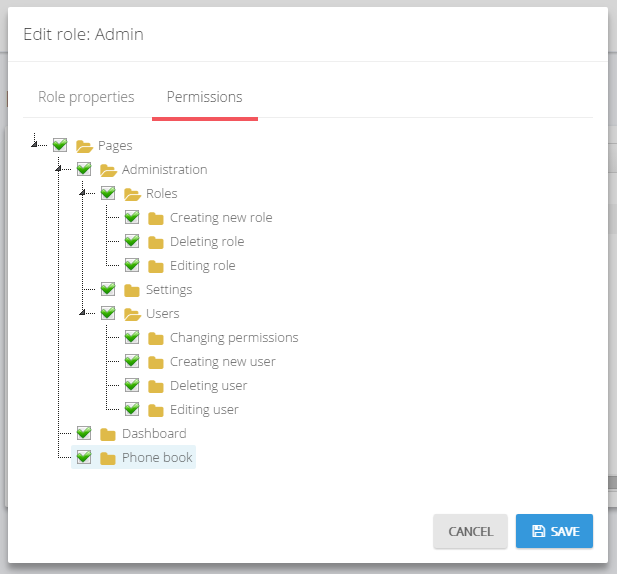 Edit role: Admin
Role properties
Permissions
Pages
Administration
Roles
Creating new role
Deleting role
Editing role
Settings
Users
Changing permissions
Creating new user
Deleting user
Editing user
Dashboard
Phone book
CANCEL
SAVE